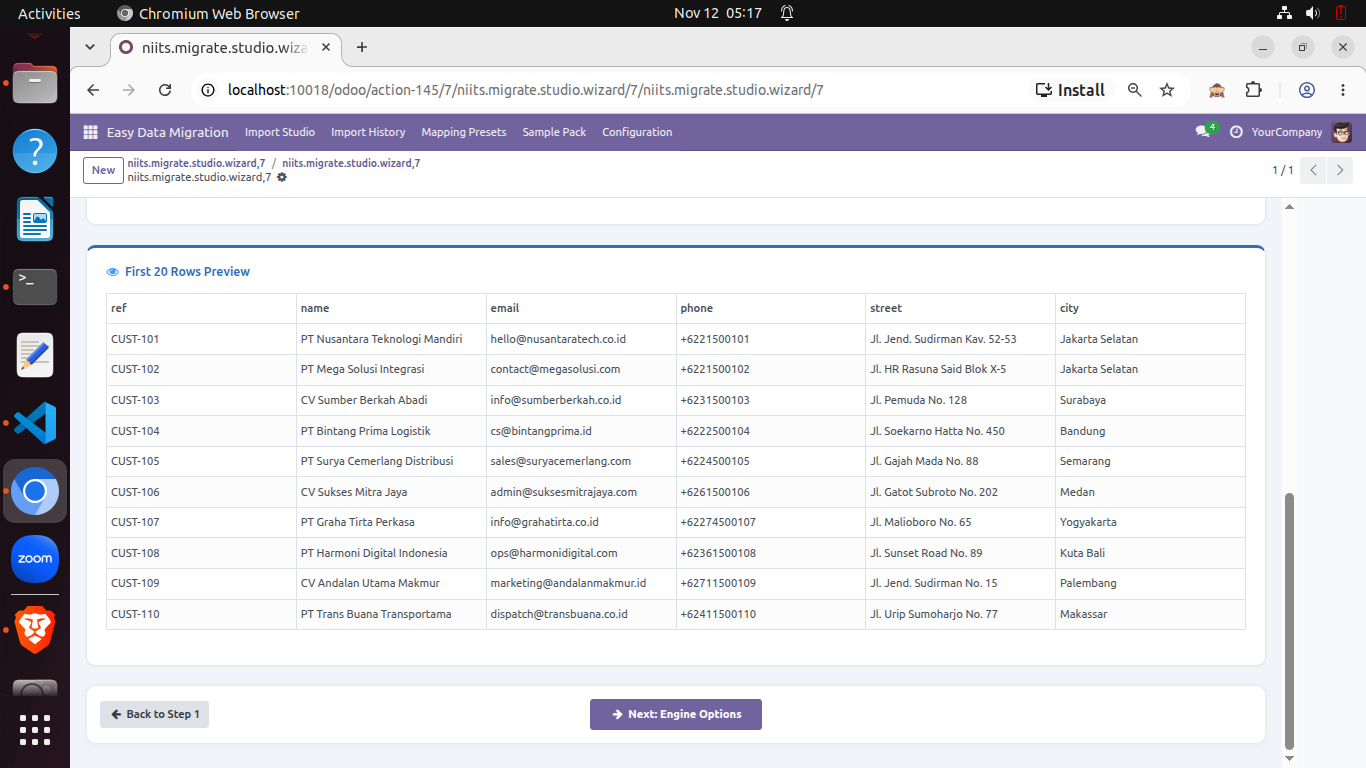 Activities Chromium Web Browser Nov 12 05:17
niits.migrate.studio.wiza
localhost:10018/odoo/action-145/7/niits.migrate.studio.wizard/7/niits.migrate.studio.wizard/7 Install
Easy Data Migration Import Studio Import History Mapping Presets Sample Pack Configuration 4 YourCompany
New niits.migrate.studio.wizard,7 / niits.migrate.studio.wizard,7
niits.migrate.studio.wizard,7 1 / 1
First 20 Rows Preview
ref name email phone street city
CUST-101 PT Nusantara Teknologi Mandiri hello@nusantaratech.co.id +6221500101 Jl. Jend. Sudirman Kav. 52-53 Jakarta Selatan
CUST-102 PT Mega Solusi Integrasi contact@megasolusi.com +6221500102 Jl. HR Rasuna Said Blok X-5 Jakarta Selatan
CUST-103 CV Sumber Berkah Abadi info@sumberberkah.co.id +6231500103 Jl. Pemuda No. 128 Surabaya
CUST-104 PT Bintang Prima Logistik cs@bintangprima.id +6222500104 Jl. Soekarno Hatta No. 450 Bandung
CUST-105 PT Surya Cemerlang Distribusi sales@suryacemerlang.com +6224500105 Jl. Gajah Mada No. 88 Semarang
CUST-106 CV Sukses Mitra Jaya admin@suksesmitrajaya.com +6261500106 Jl. Gatot Subroto No. 202 Medan
CUST-107 PT Graha Tirta Perkasa info@grahatirta.co.id +62274500107 Jl. Malioboro No. 65 Yogyakarta
CUST-108 PT Harmoni Digital Indonesia ops@harmonidigital.com +62361500108 Jl. Sunset Road No. 89 Kuta Bali
CUST-109 CV Andalan Utama Makmur marketing@andalanmakmur.id +62711500109 Jl. Jend. Sudirman No. 15 Palembang
CUST-110 PT Trans Buana Transportama dispatch@transbuana.co.id +62411500110 Jl. Urip Sumoharjo No. 77 Makassar
Back to Step 1 Next: Engine Options
zoom